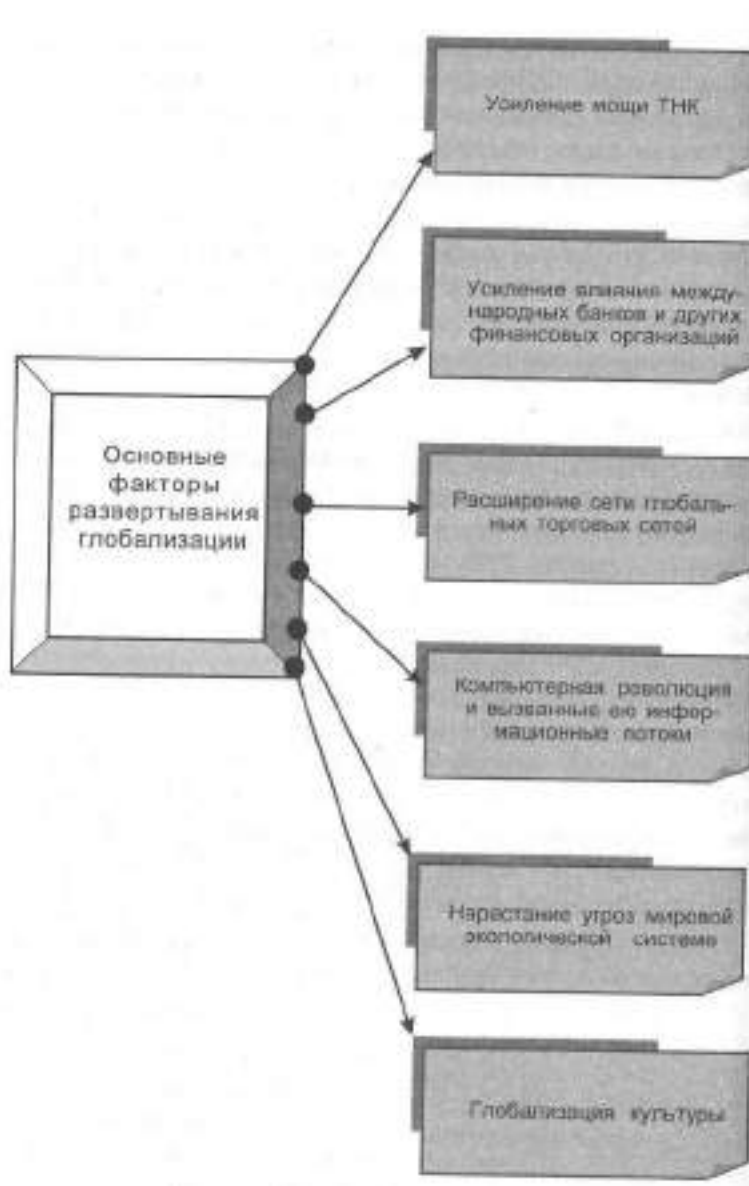 Усиление мощи ТНК
Усиление влияния между-
народных банков и других
финансовых организаций
Основные
факторы
развертывания
глобализации
Расширение сети глобаль-
ных торговых сетей
Компьютерная революция
и вызванные ею инфор-
мационные потоки
Нарастание угроз мировой
экологической системе
Глобализация культуры